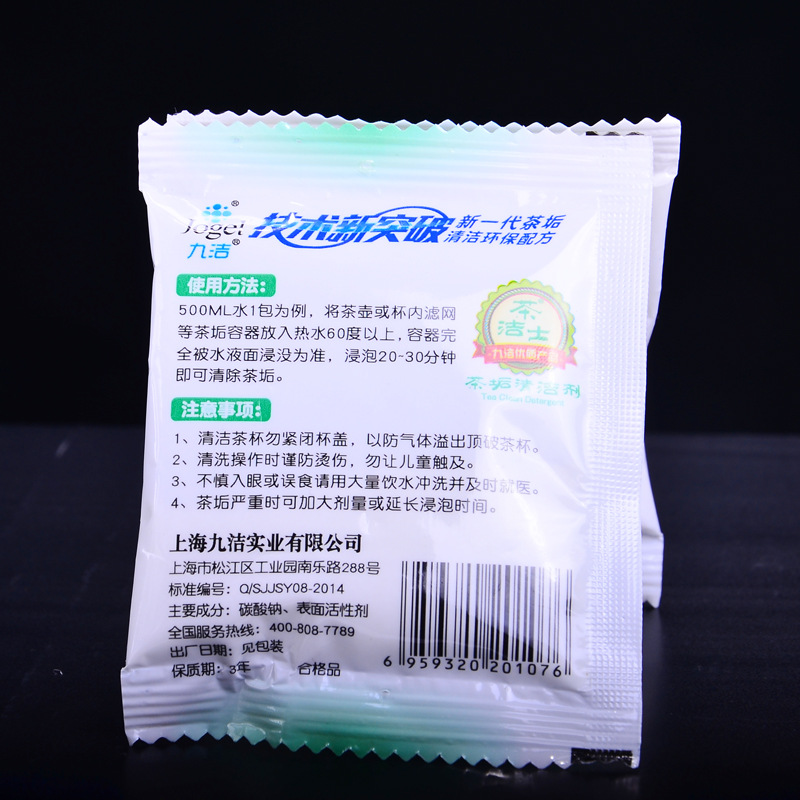 Joget®
九洁®
技术新突破
新一代茶垢
清洁环保配方
使用方法：
500ML水1包为例，将茶壶或杯内滤网
等茶垢容器放入热水60度以上，容器完
全被水液面浸没为准，浸泡20-30分钟
即可清除茶垢。
茶
洁士
九洁优质产品
茶垢清洁剂
Tea Clean Detergent
注意事项：
1、清洁茶杯勿紧闭杯盖，以防气体溢出顶破茶杯。
2、清洗操作时谨防烫伤，勿让儿童触及。
3、不慎入眼或误食请用大量饮水冲洗并及时就医。
4、茶垢严重时可加大剂量或延长浸泡时间。
上海九洁实业有限公司
上海市松江区工业园南乐路288号
标准编号：Q/SJJSY08-2014
主要成分：碳酸钠、表面活性剂
全国服务热线：400-808-7789
出厂日期：见包装
保质期：3年 合格品
6 959320 201076